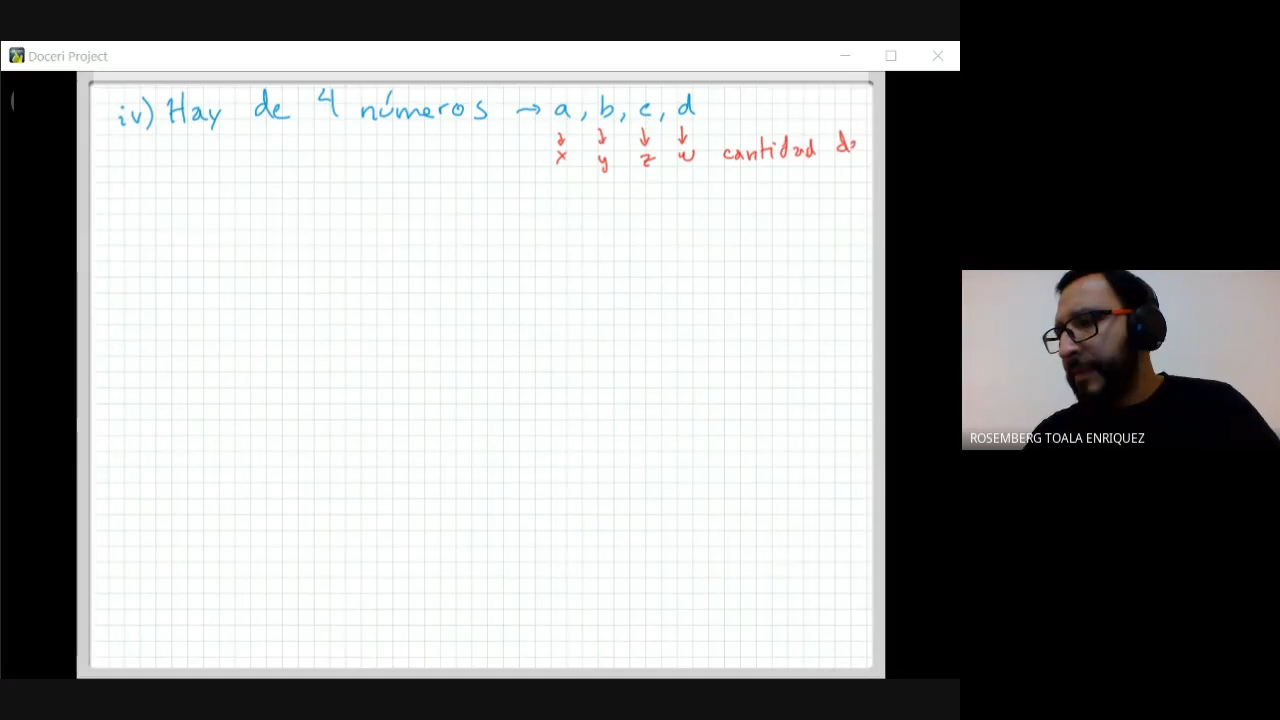 Doceri Project
iv) Hay de 4 números → a, b, c, d
↓ ↓ ↓ ↓
x y z w cantidad de
ROSEMBERG TOALA ENRIQUEZ